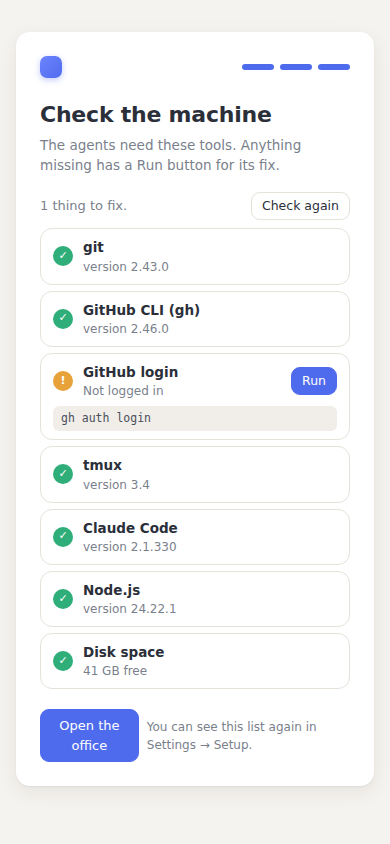 Check the machine
The agents need these tools. Anything
missing has a Run button for its fix.
1 thing to fix.
Check again
✓
git
version 2.43.0
✓
GitHub CLI (gh)
version 2.46.0
!
GitHub login
Not logged in
Run
gh auth login
✓
tmux
version 3.4
✓
Claude Code
version 2.1.330
✓
Node.js
version 24.22.1
✓
Disk space
41 GB free
Open the
office
You can see this list again in
Settings → Setup.